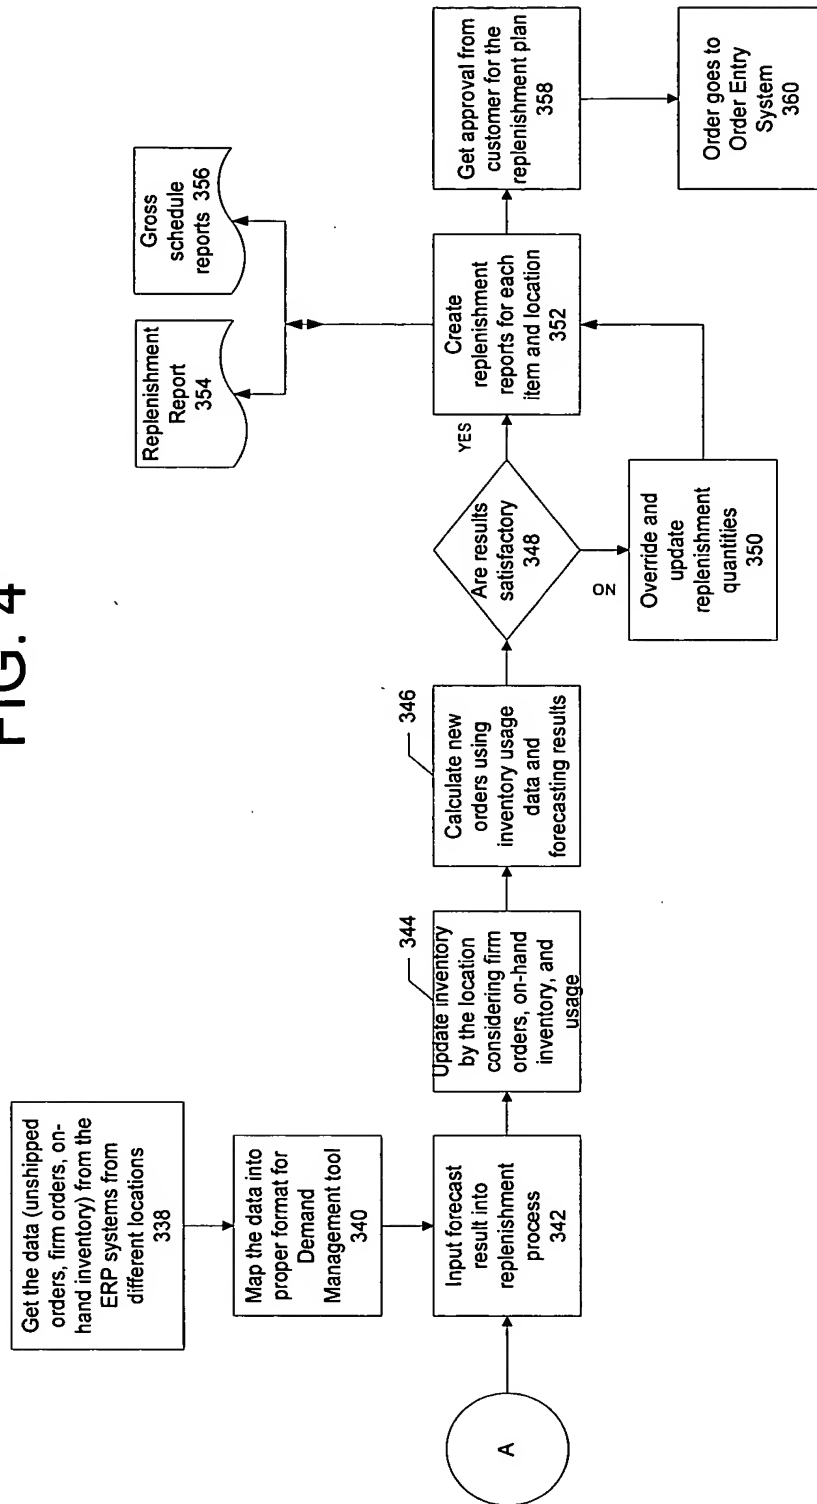 FIG. 4
Get the data (unshipped
orders, firm orders, on-
hand inventory) from the
ERP systems from
different locations
338
Map the data into
proper format for
Demand
Management tool
340
A
Input forecast
result into
replenishment
process
342
344
Update inventory
by the location
considering firm
orders, on-hand
inventory, and
usage
346
Calculate new
orders using
inventory usage
data and
forecasting results
Are results
satisfactory
348
YES
ON
Override and
update
replenishment
quantities
350
Create
replenishment
reports for each
item and location
352
Replenishment
Report
354
Gross
schedule
reports 356
Get approval from
customer for the
replenishment plan
358
Order goes to
Order Entry
System
360